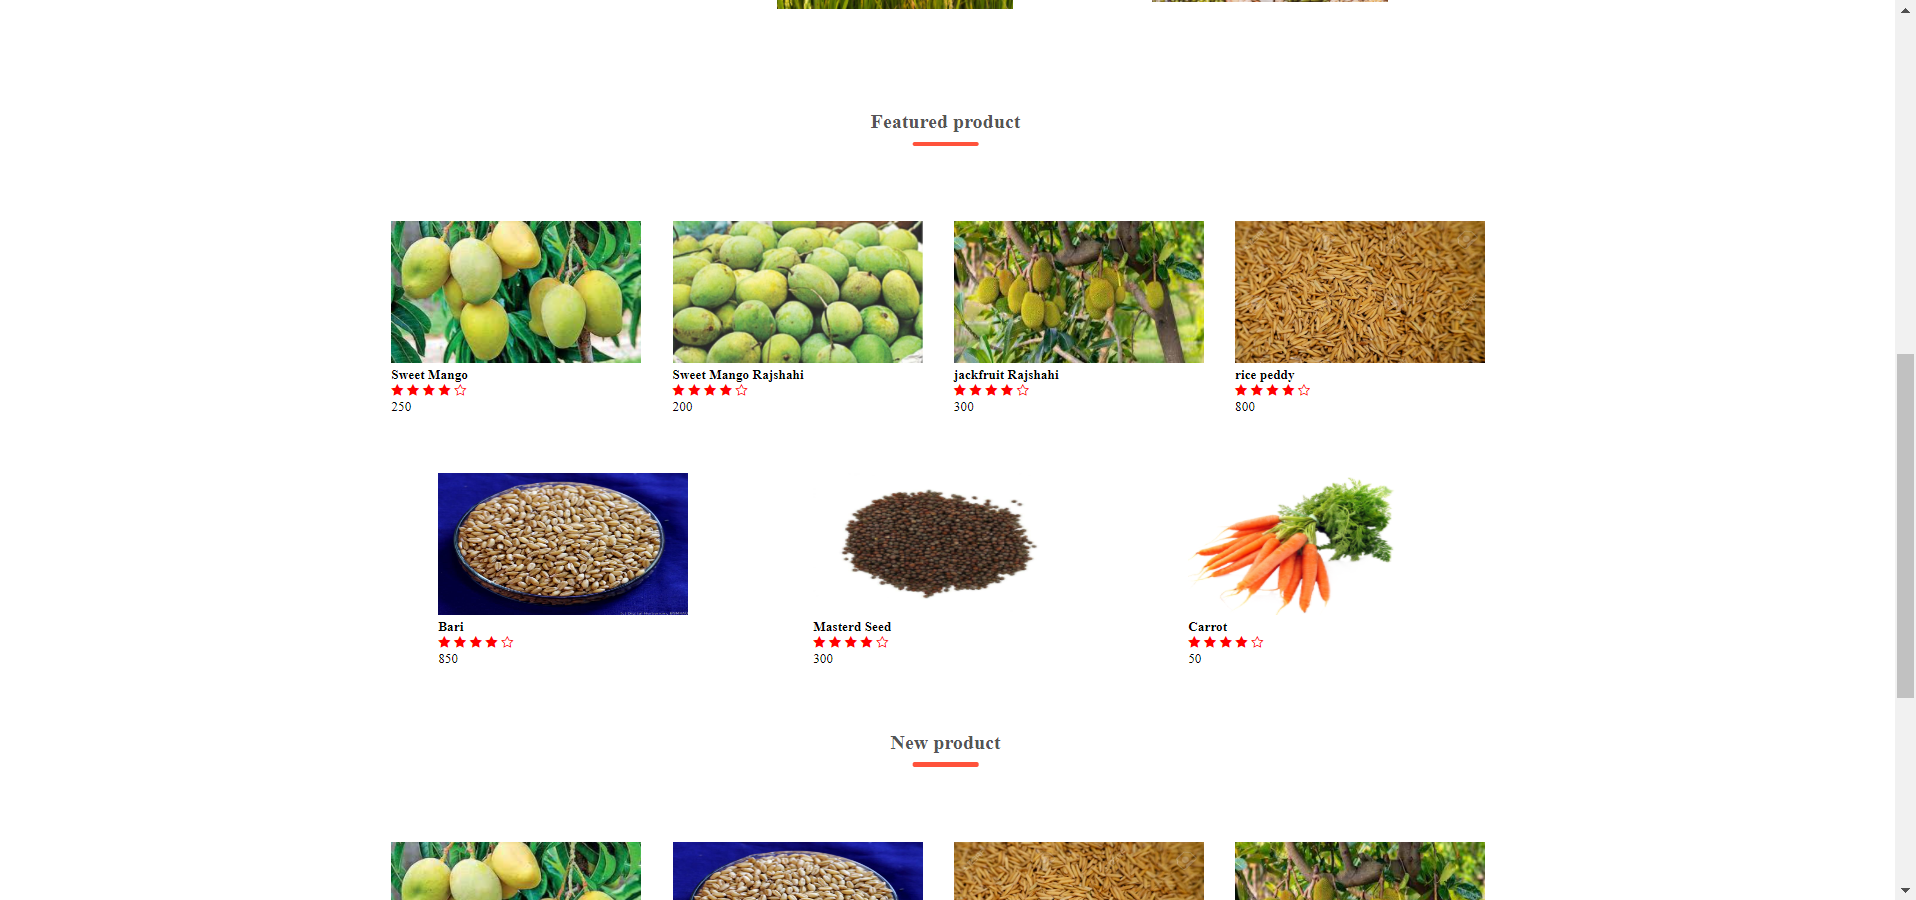 Featured product
Sweet Mango
250
Sweet Mango Rajshahi
200
jackfruit Rajshahi
300
rice peddy
800
Bari
850
Masterd Seed
300
Carrot
50
New product